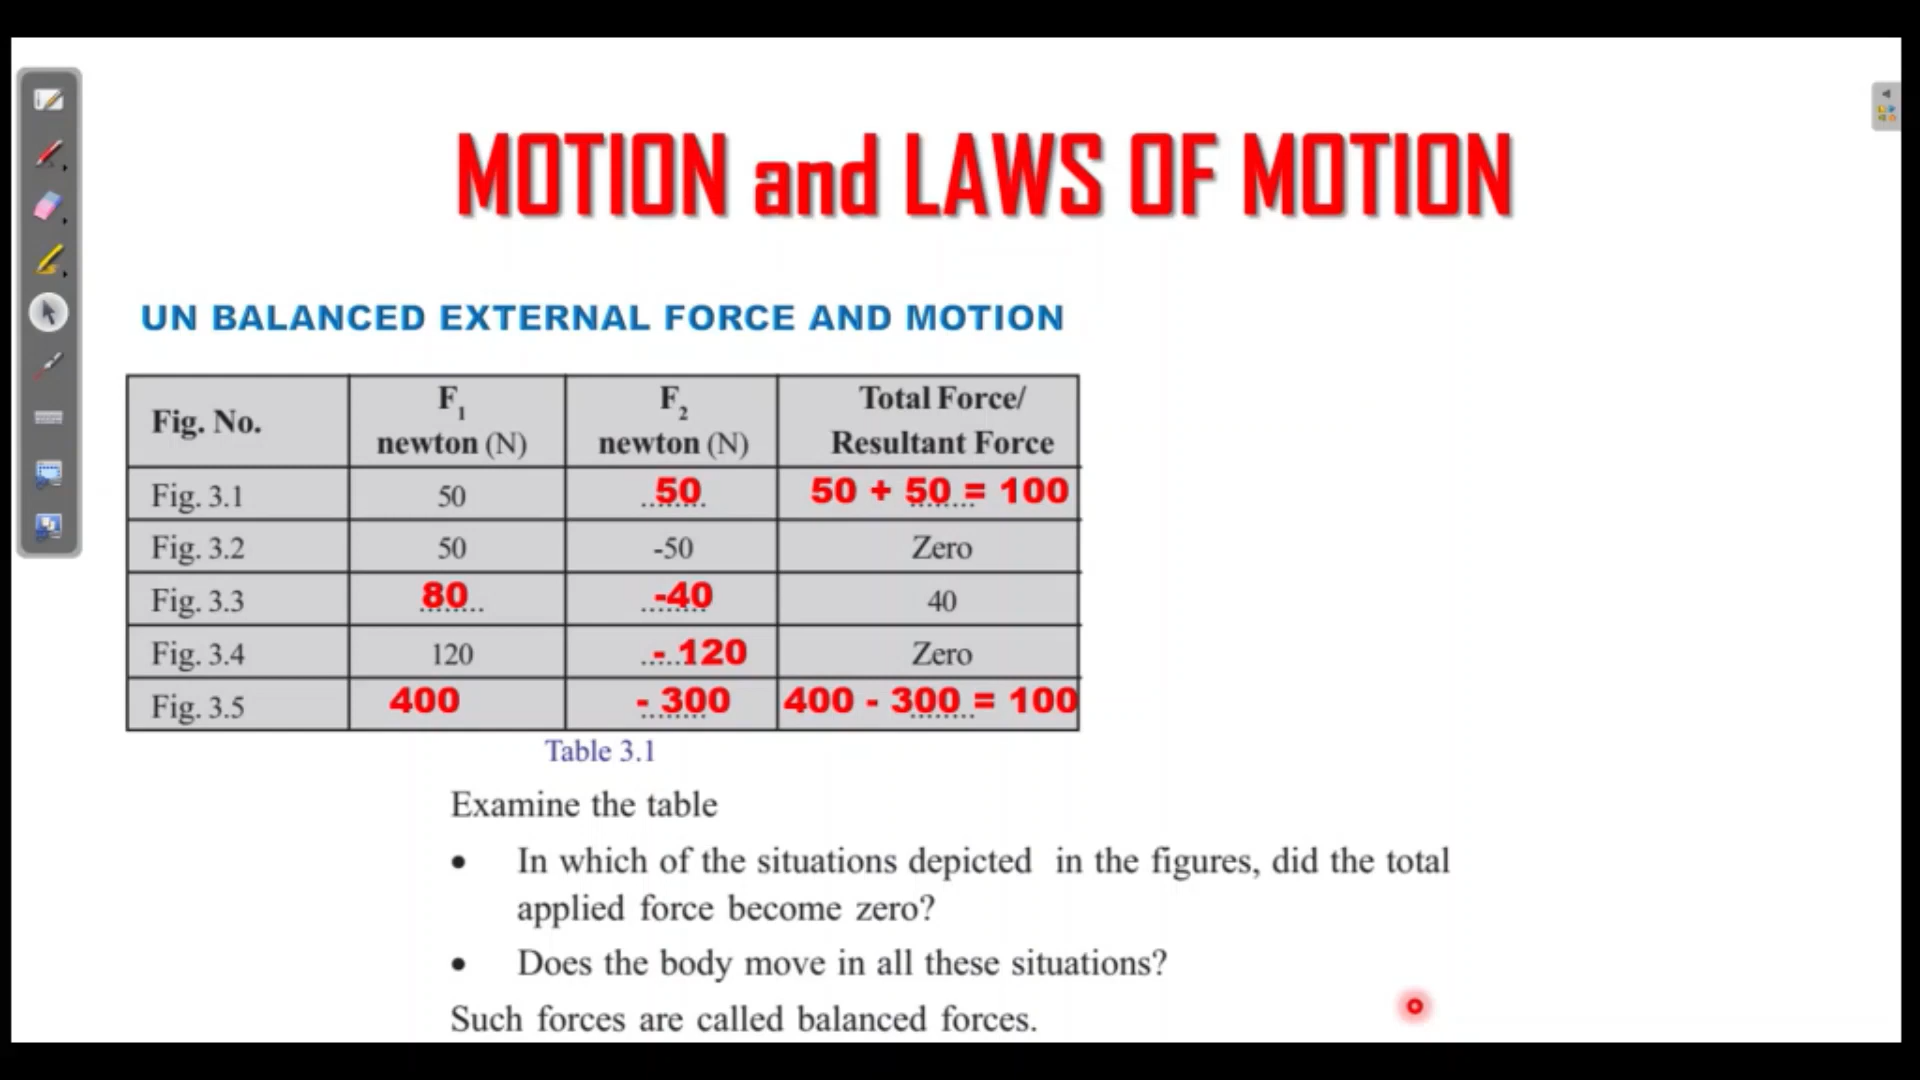 MOTION and LAWS OF MOTION
UN BALANCED EXTERNAL FORCE AND MOTION
Fig. No. F1 newton (N) F2 newton (N) Total Force/ Resultant Force
Fig. 3.1 50 50 50 + 50 = 100
Fig. 3.2 50 -50 Zero
Fig. 3.3 80 -40 40
Fig. 3.4 120 - 120 Zero
Fig. 3.5 400 - 300 400 - 300 = 100
Table 3.1
Examine the table
• In which of the situations depicted in the figures, did the total
applied force become zero?
• Does the body move in all these situations?
Such forces are called balanced forces.